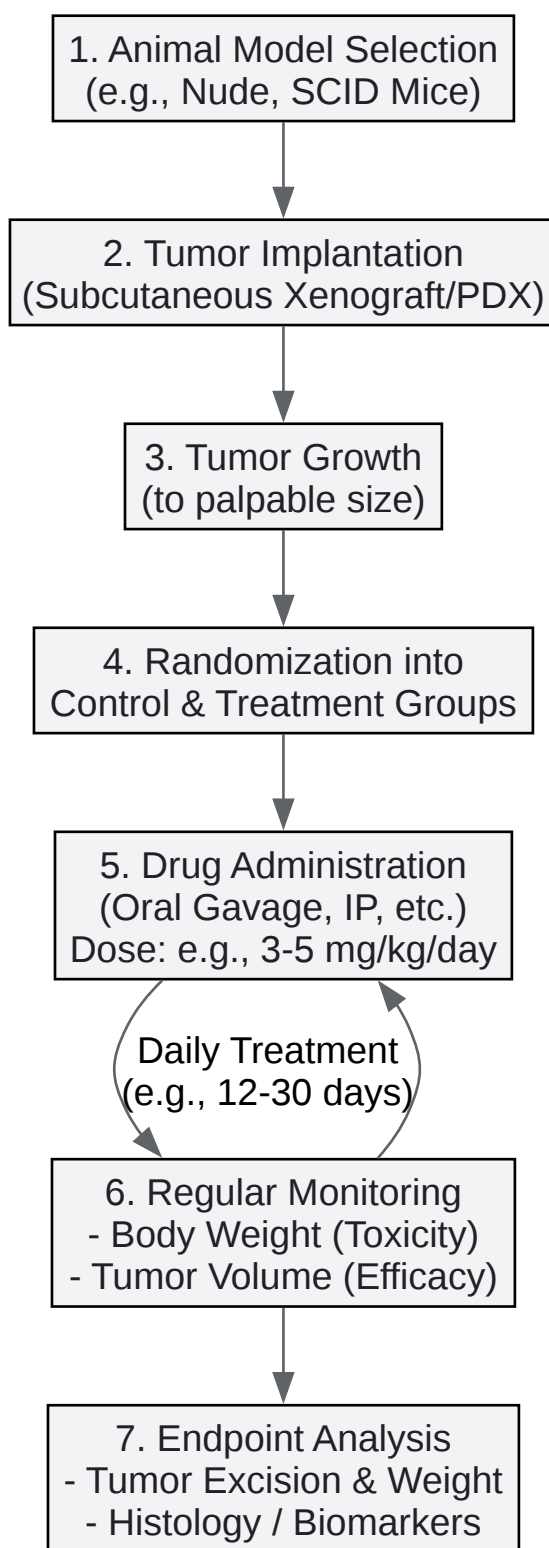 1. Animal Model Selection
(e.g., Nude, SCID Mice)
2. Tumor Implantation
(Subcutaneous Xenograft/PDX)
3. Tumor Growth
(to palpable size)
4. Randomization into
Control & Treatment Groups
5. Drug Administration
(Oral Gavage, IP, etc.)
Dose: e.g., 3-5 mg/kg/day
Daily Treatment
(e.g., 12-30 days)
6. Regular Monitoring
- Body Weight (Toxicity)
- Tumor Volume (Efficacy)
7. Endpoint Analysis
- Tumor Excision & Weight
- Histology / Biomarkers